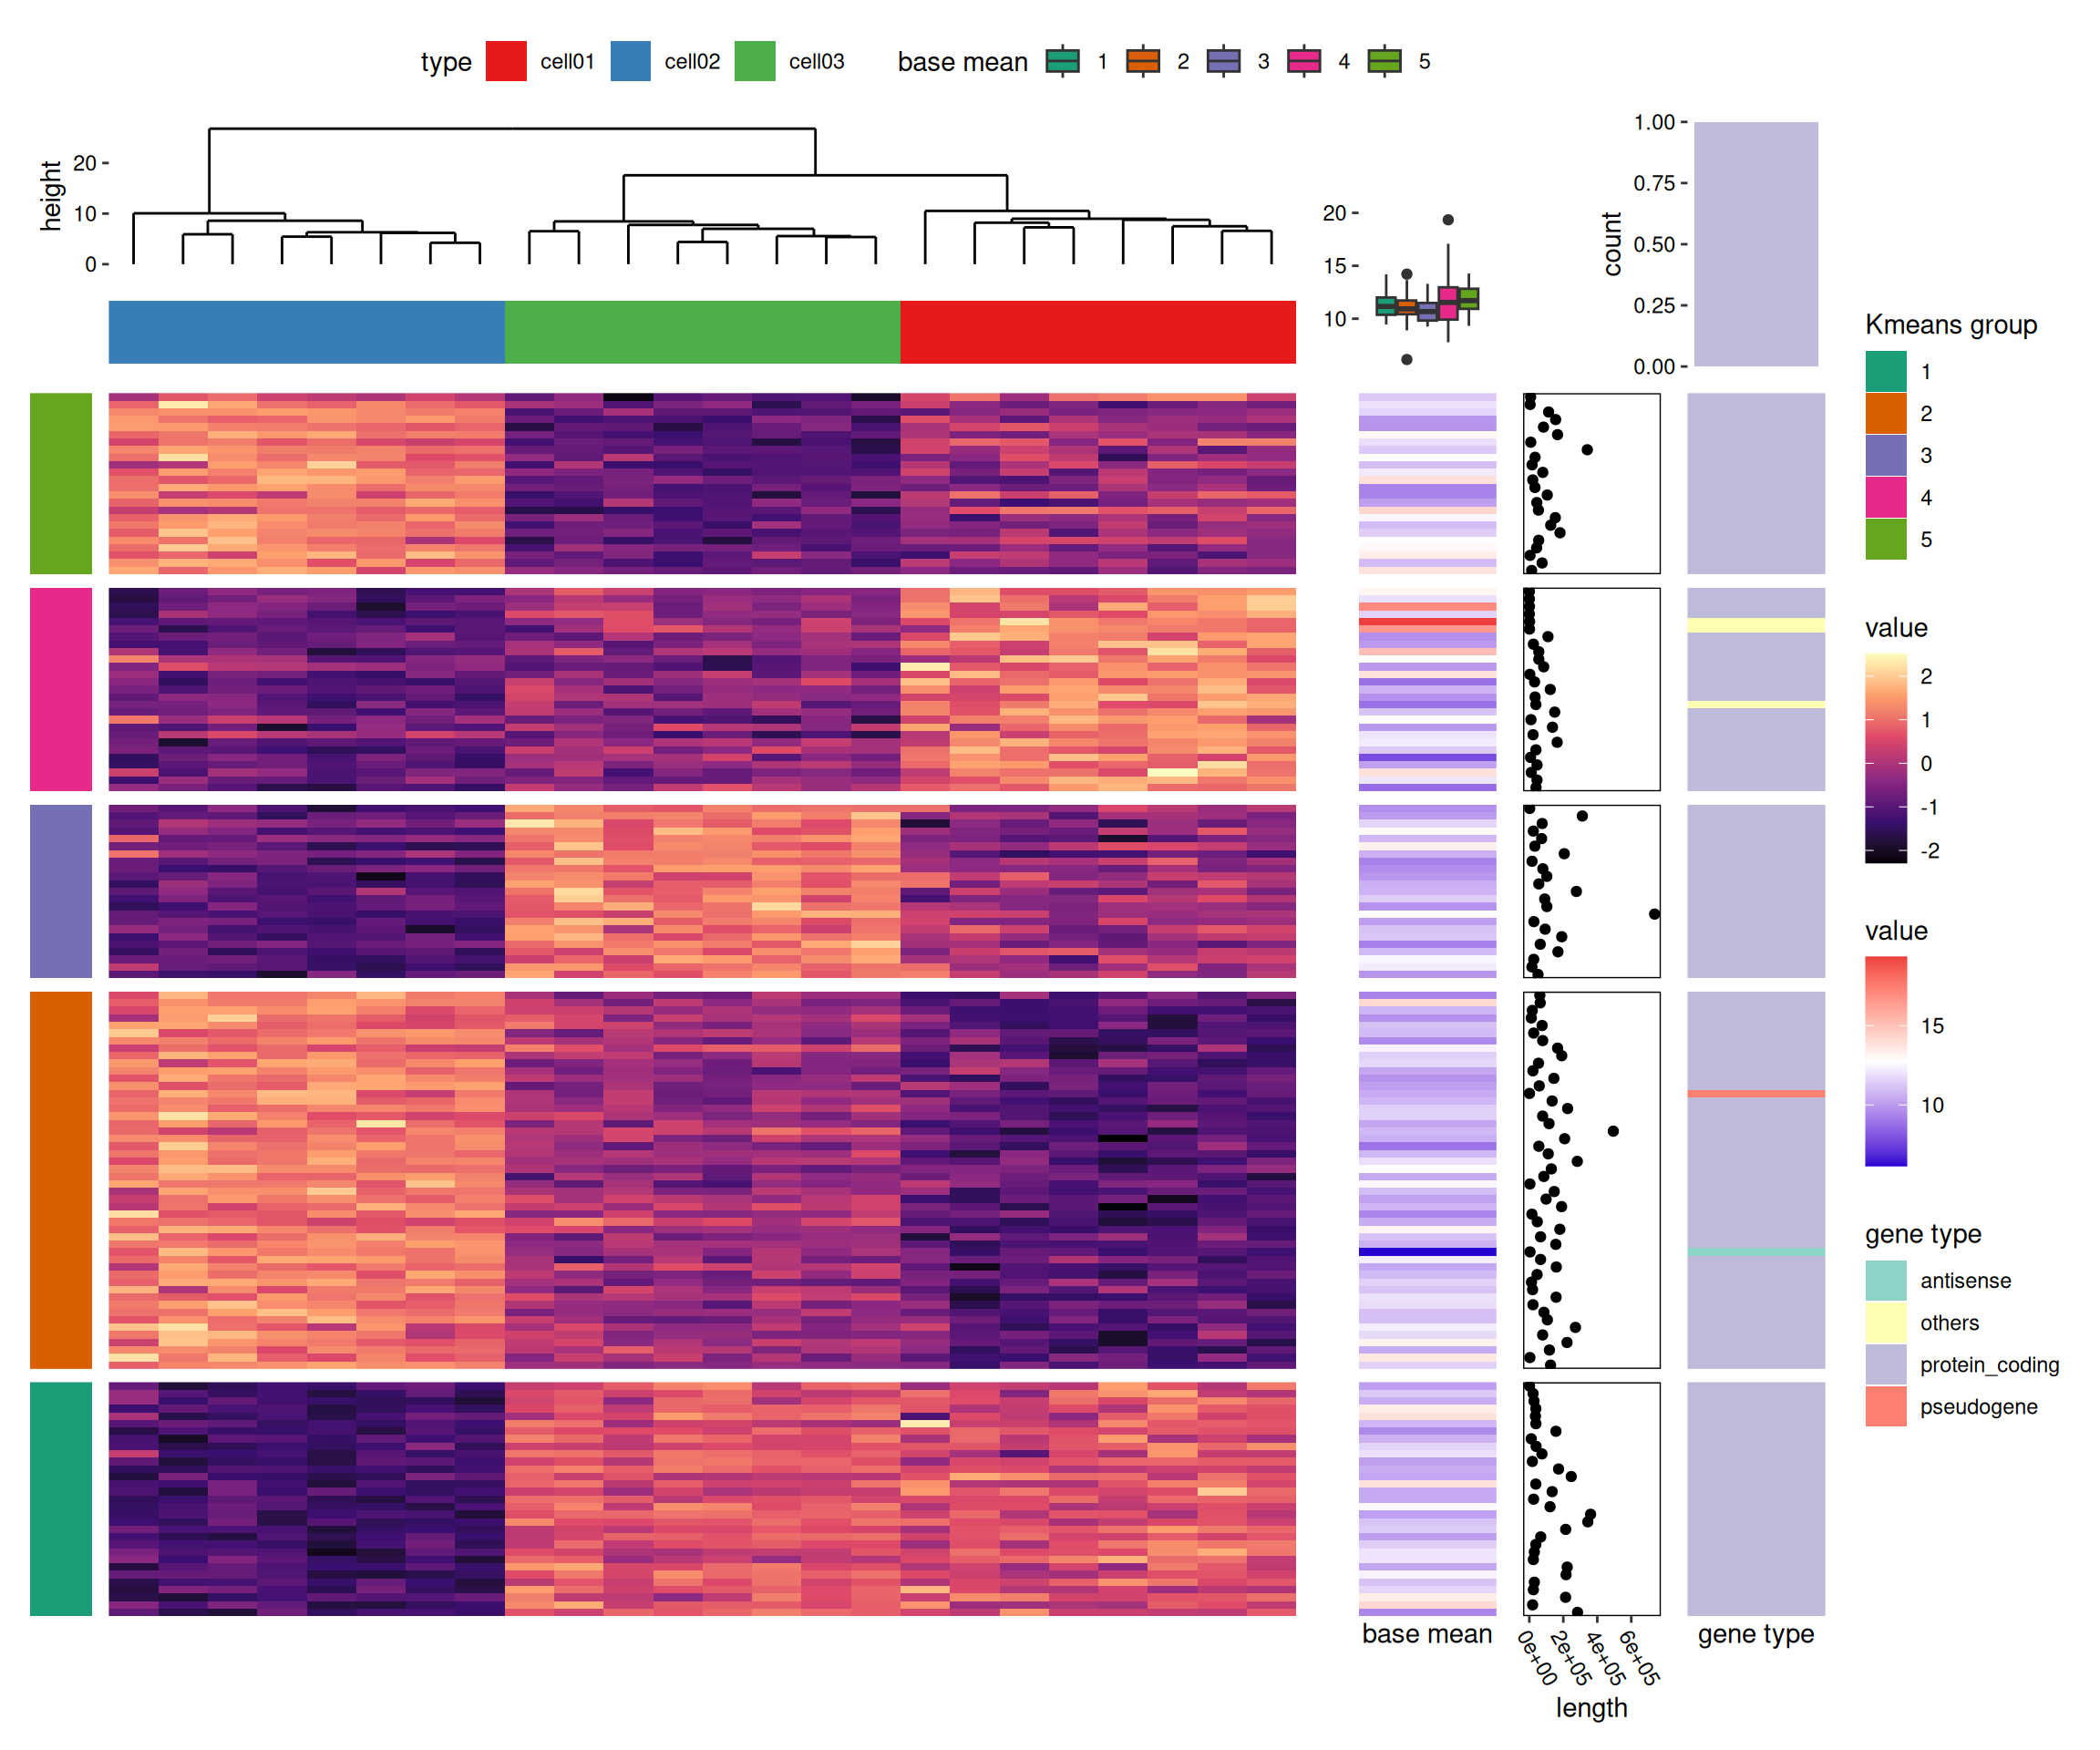 type cell01 cell02 cell03 base mean 1 2 3 4 5
height
20
10
0
20
15
10
count
1.00
0.75
0.50
0.25
0.00
Kmeans group
1
2
3
4
5
value
2
1
0
-1
-2
value
15
10
gene type
antisense
others
protein_coding
pseudogene
base mean
0e+00 2e+05 4e+05 6e+05
length
gene type